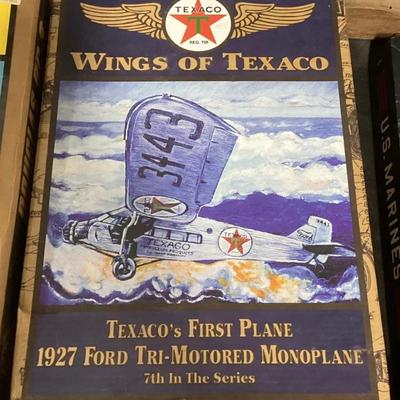 TEXACO
T
REG. TM
WINGS OF TEXACO
3443
TEXACO
T
TEXACO'S FIRST PLANE
1927 FORD TRI-MOTORED MONOPLANE
7th In The Series
U.S. MARINES